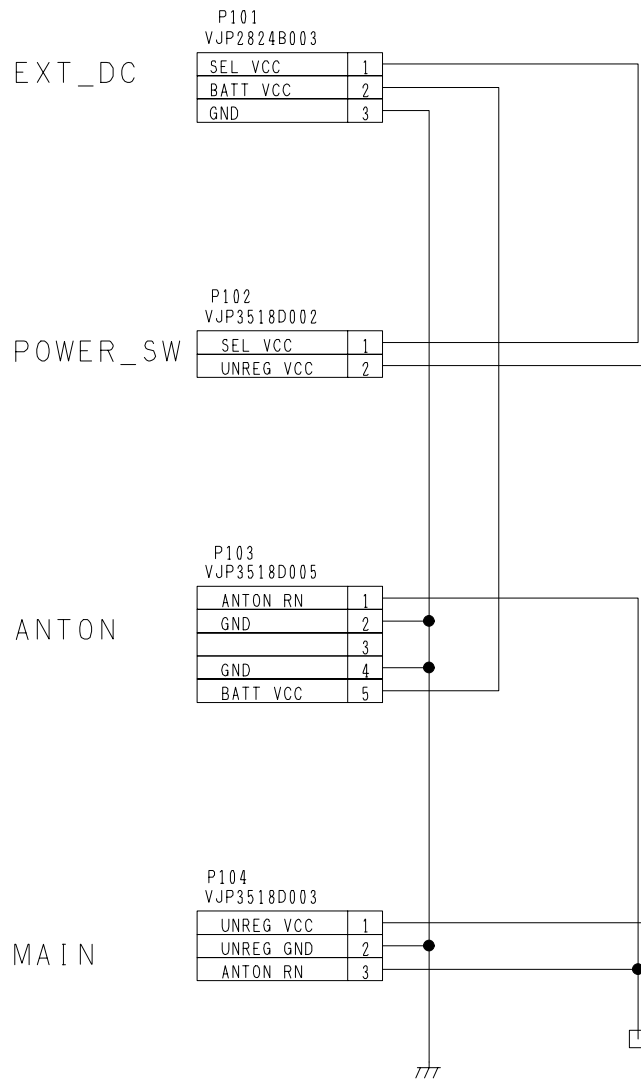 P101
VJP2824B003
EXT_DC
SEL VCC 1
BATT VCC 2
GND 3
P102
VJP3518D002
POWER_SW
SEL VCC 1
UNREG VCC 2
P103
VJP3518D005
ANTON
ANTON RN 1
GND 2
3
GND 4
BATT VCC 5
P104
VJP3518D003
MAIN
UNREG VCC 1
UNREG GND 2
ANTON RN 3